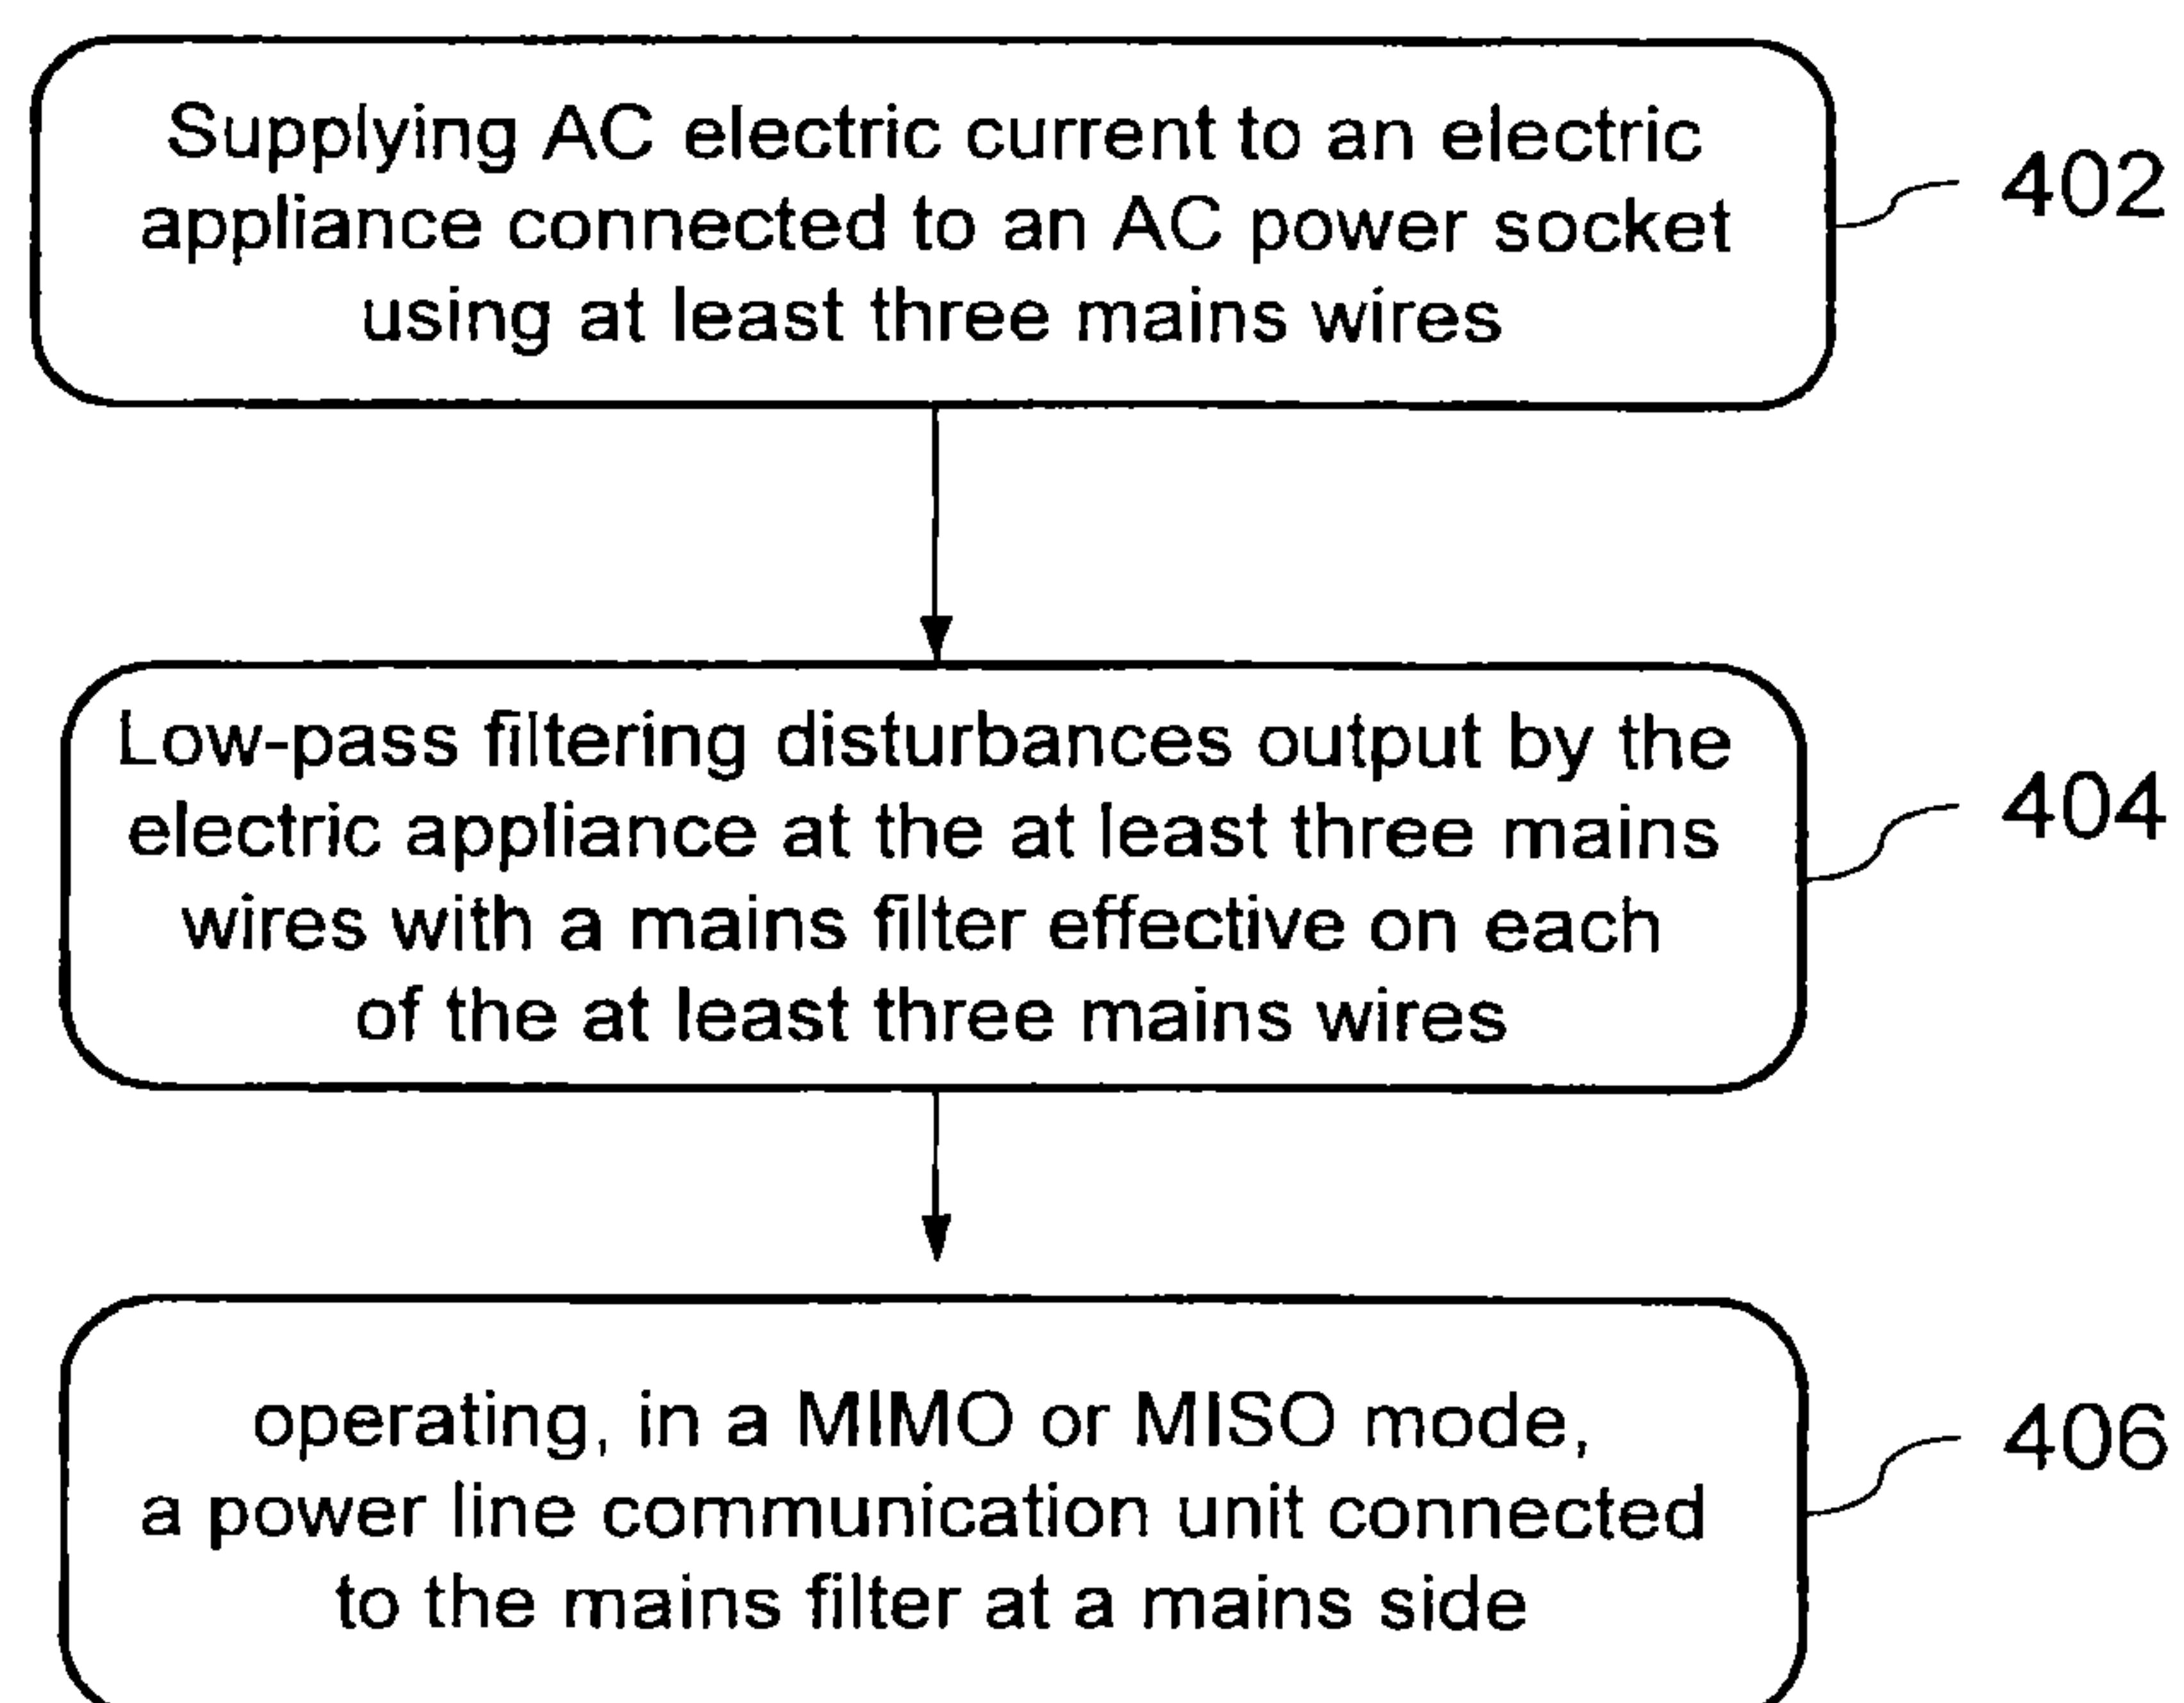 Supplying AC electric current to an electric
appliance connected to an AC power socket
using at least three mains wires
402
Low-pass filtering disturbances output by the
electric appliance at the at least three mains
wires with a mains filter effective on each
of the at least three mains wires
404
operating, in a MIMO or MISO mode,
a power line communication unit connected
to the mains filter at a mains side
406